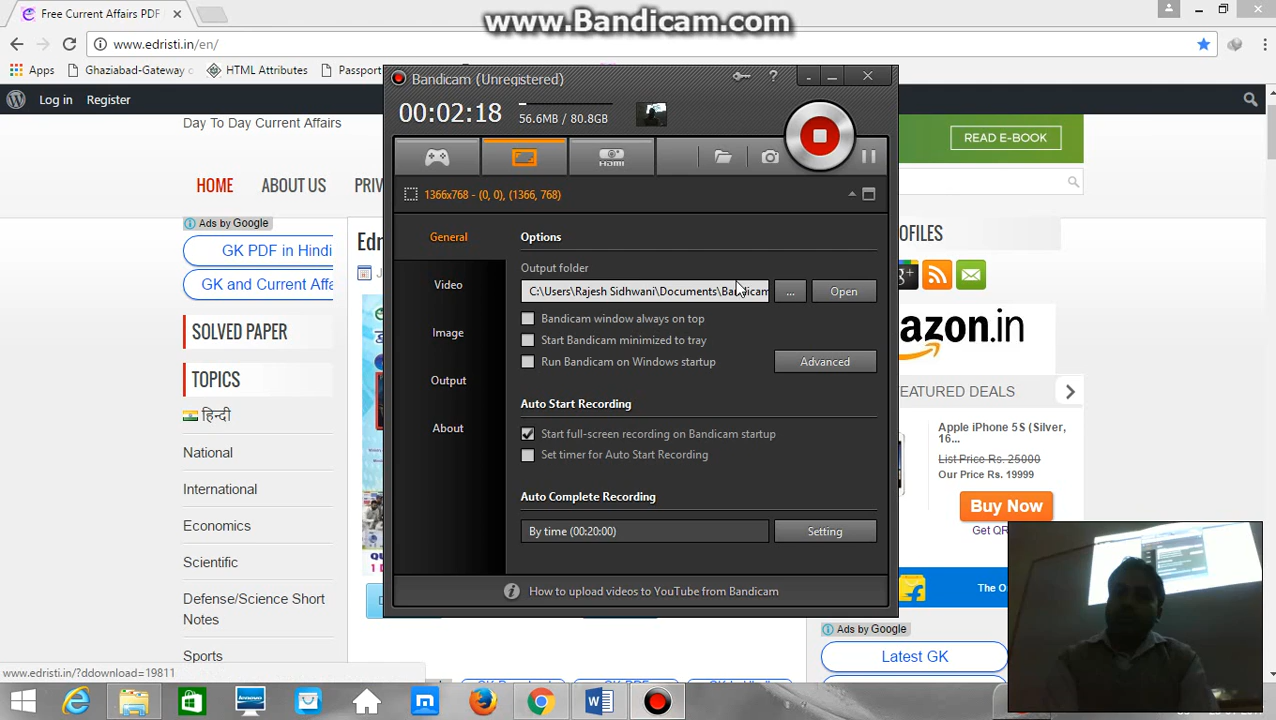 www.Bandicam.com
Free Current Affairs PDF
www.edristi.in/en/
Apps
Ghaziabad-Gateway
HTML Attributes
Passport
Log in
Register
Day To Day Current Affairs
READ E-BOOK
HOME
ABOUT US
Ads by Google
GK PDF in Hindi
GK and Current Affa
SOLVED PAPER
TOPICS
हिन्दी
National
International
Economics
Scientific
Defense/Science Short
Notes
Sports
www.edristi.in/?ddownload=19811
Bandicam (Unregistered)
?
00:02:18
56.6MB / 80.8GB
HDMI
1366x768 - (0, 0), (1366, 768)
General
Video
Image
Output
About
Options
Output folder
C:\Users\Rajesh Sidhwani\Documents\Bandicam
...
Open
Bandicam window always on top
Start Bandicam minimized to tray
Run Bandicam on Windows startup
Advanced
Auto Start Recording
Start full-screen recording on Bandicam startup
Set timer for Auto Start Recording
Auto Complete Recording
By time (00:20:00)
Setting
How to upload videos to YouTube from Bandicam
OFILES
azon.in
EATURED DEALS
Apple iPhone 5S (Silver,
16...
List Price Rs. 25000
Our Price Rs. 19999
Buy Now
Get QR
The O
Ads by Google
Latest GK
lenovo